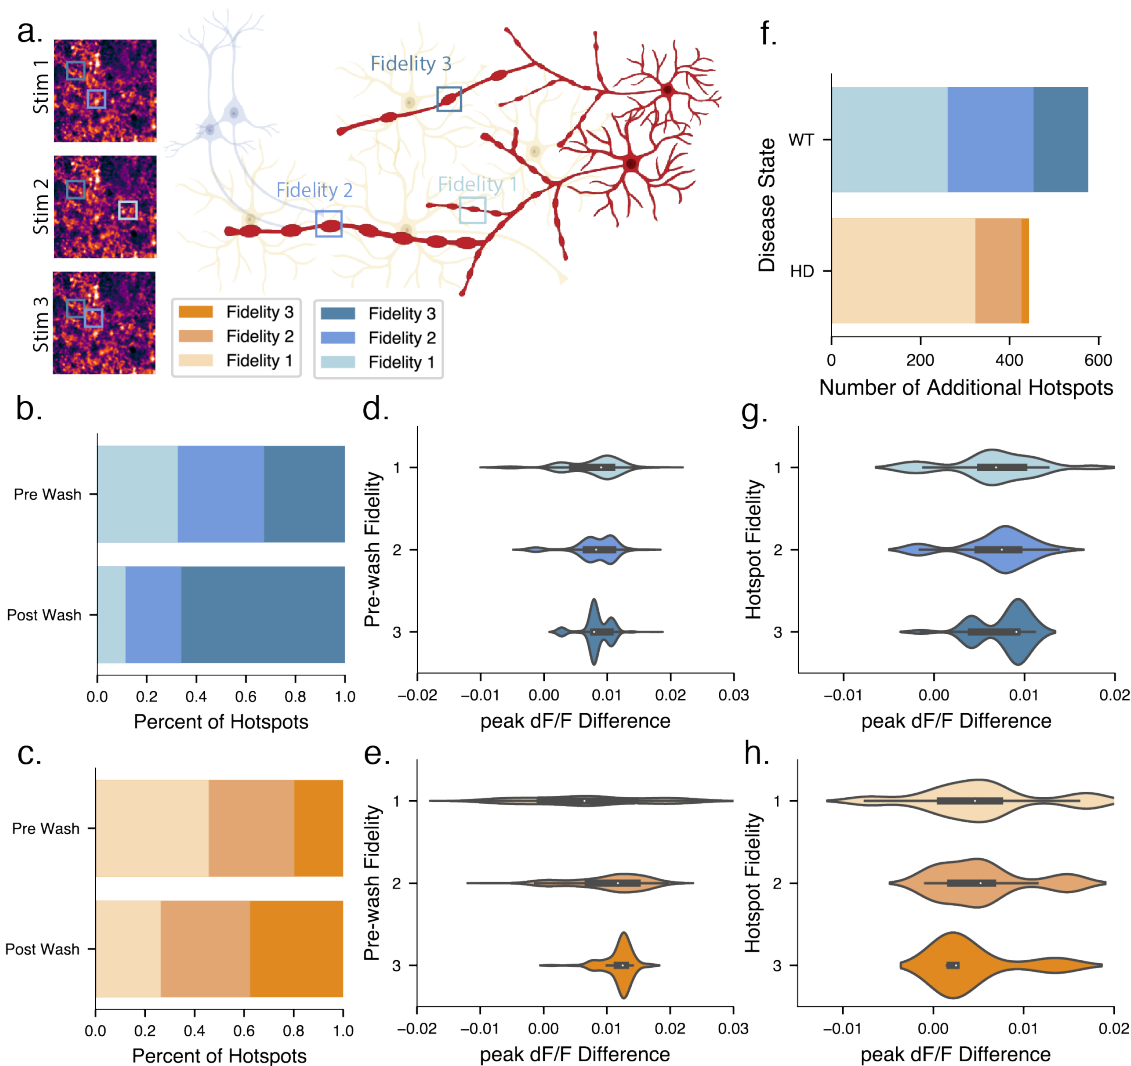 a.
Stim 1
Stim 2
Stim 3
Fidelity 3
Fidelity 2
Fidelity 1
Fidelity 3
Fidelity 2
Fidelity 1
Fidelity 3
Fidelity 2
Fidelity 1
f.
Disease State
WT
HD
0 200 400 600
Number of Additional Hotspots
b.
Pre Wash
Post Wash
0.0 0.2 0.4 0.6 0.8 1.0
Percent of Hotspots
d.
Pre-wash Fidelity
1
2
3
−0.02 −0.01 0.00 0.01 0.02 0.03
peak dF/F Difference
g.
Hotspot Fidelity
1
2
3
−0.01 0.00 0.01 0.02
peak dF/F Difference
c.
Pre Wash
Post Wash
0.0 0.2 0.4 0.6 0.8 1.0
Percent of Hotspots
e.
Pre-wash Fidelity
1
2
3
−0.02 −0.01 0.00 0.01 0.02 0.03
peak dF/F Difference
h.
Hotspot Fidelity
1
2
3
−0.01 0.00 0.01 0.02
peak dF/F Difference